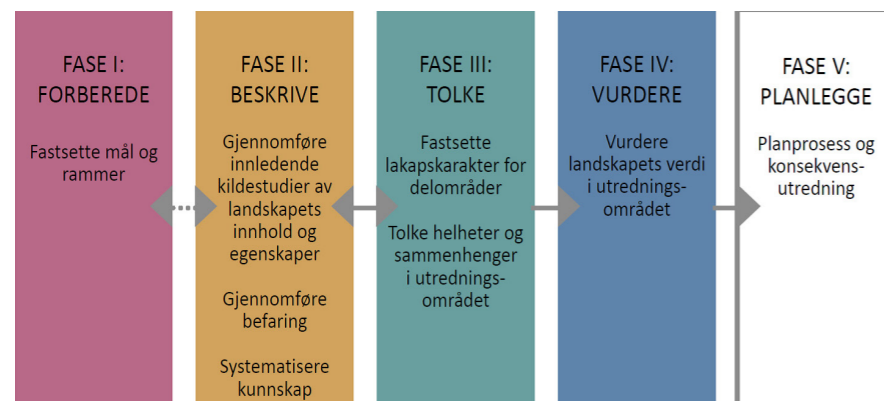 FASE I:
FORBEREDE
Fastsette mål og
rammer
FASE II:
BESKRIVE
Gjennomføre
innledende
kildestudier av
landskapets
innhold og
egenskaper
Gjennomføre
befaring
Systematisere
kunnskap
FASE III:
TOLKE
Fastsette
lakapskarakter for
delområder
Tolke helheter og
sammenhenger
i utrednings-
området
FASE IV:
VURDERE
Vurdere
landskapets verdi
i utrednings-
området
FASE V:
PLANLEGGE
Planprosess og
konsekvens-
utredning